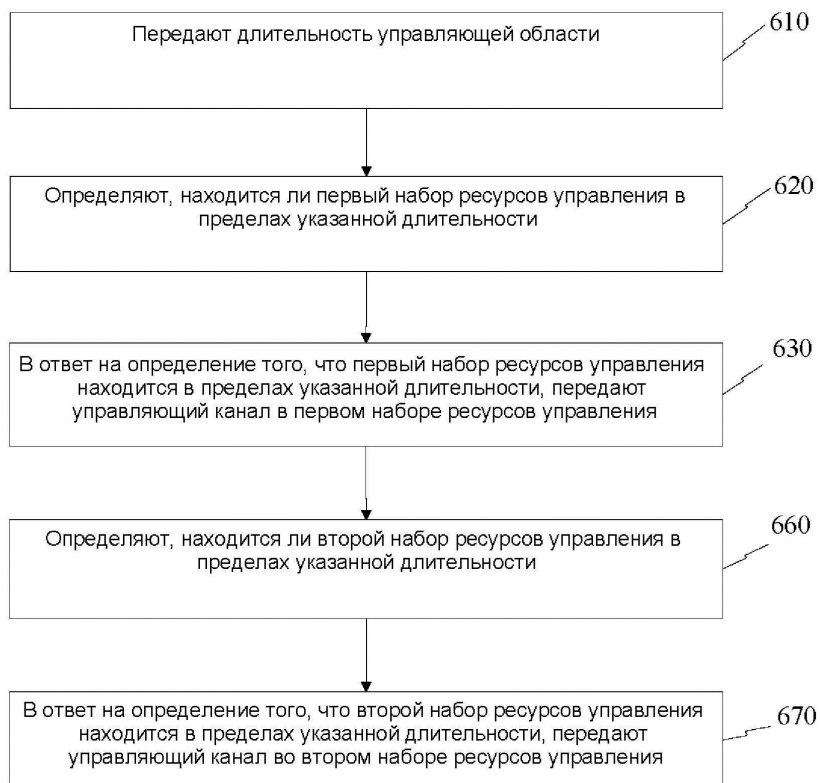 Передают длительность управляющей области
610
Определяют, находится ли первый набор ресурсов управления в
пределах указанной длительности
620
В ответ на определение того, что первый набор ресурсов управления
находится в пределах указанной длительности, передают
управляющий канал в первом наборе ресурсов управления
630
Определяют, находится ли второй набор ресурсов управления в
пределах указанной длительности
660
В ответ на определение того, что второй набор ресурсов управления
находится в пределах указанной длительности, передают
управляющий канал во втором наборе ресурсов управления
670